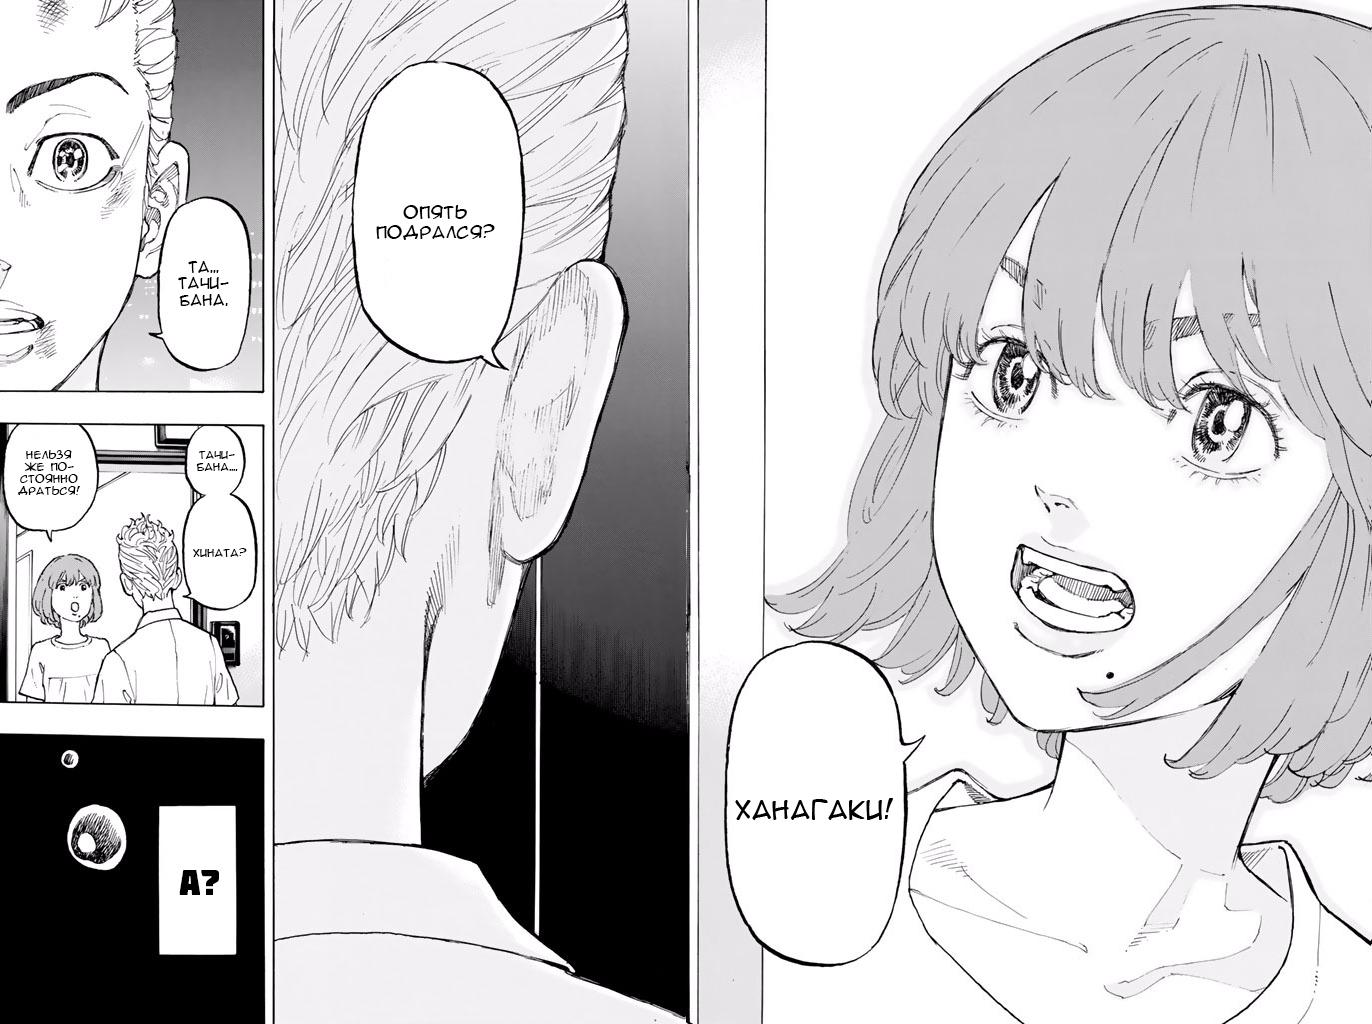 ХАНАГАКИ!
ОПЯТЬ
ПОДРАЛСЯ?
ТА...
ТАЧИ-
БАНА.
ТАЧИ-
БАНА....
ХИНАТА?
НЕЛЬЗЯ
ЖЕ ПО-
СТОЯННО
ДРАТЬСЯ!
А?